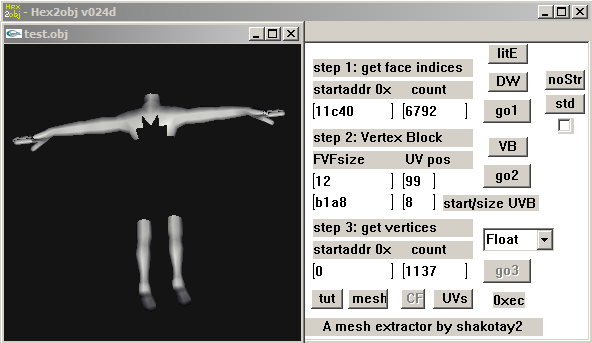 - Hex2obj v024d
Hex
2obj
test.obj
litE
step 1: get face indices
DW
noStr
startaddr 0x count
std
[11c40 ] [6792 ]
go1
step 2: Vertex Block
VB
FVFsize UV pos
go2
[12 ] [99 ]
[b1a8 ] [8 ] start/size UVB
step 3: get vertices
Float
startaddr 0x count
[0 ] [1137 ]
go3
tut mesh CF UVs 0xec
A mesh extractor by shakotay2